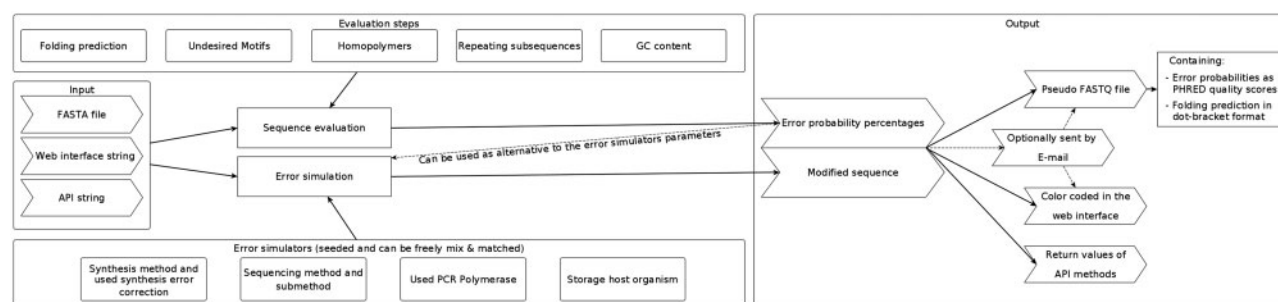 Evaluation steps
Folding prediction
Undesired Motifs
Homopolymers
Repeating subsequences
GC content
Input
FASTA file
Web interface string
API string
Sequence evaluation
Error simulation
Can be used as alternative to the error simulators parameters
Error simulators (seeded and can be freely mix & matched)
Synthesis method and
used synthesis error
correction
Sequencing method and
submethod
Used PCR Polymerase
Storage host organism
Output
Error probability percentages
Modified sequence
Pseudo FASTQ file
Optionally sent by
E-mail
Color coded in the
web interface
Return values of
API methods
Containing:
- Error probabilities as
PHRED quality scores
- Folding prediction in
dot-bracket format